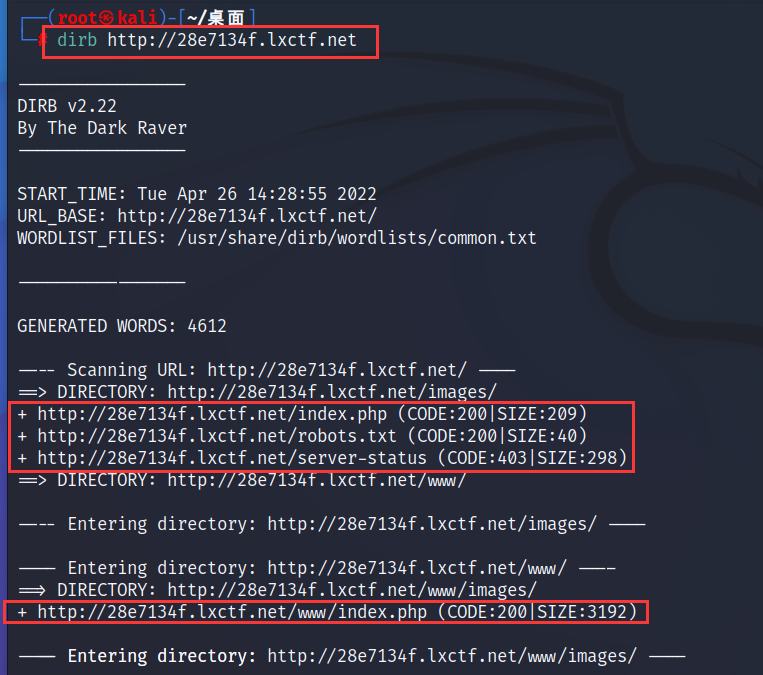 ┌──(root㉿kali)-[~/桌面]
└─# dirb http://28e7134f.lxctf.net
-----------------
DIRB v2.22
By The Dark Raver
-----------------
START_TIME: Tue Apr 26 14:28:55 2022
URL_BASE: http://28e7134f.lxctf.net/
WORDLIST_FILES: /usr/share/dirb/wordlists/common.txt
-----------------
GENERATED WORDS: 4612
---- Scanning URL: http://28e7134f.lxctf.net/ ----
==> DIRECTORY: http://28e7134f.lxctf.net/images/
+ http://28e7134f.lxctf.net/index.php (CODE:200|SIZE:209)
+ http://28e7134f.lxctf.net/robots.txt (CODE:200|SIZE:40)
+ http://28e7134f.lxctf.net/server-status (CODE:403|SIZE:298)
==> DIRECTORY: http://28e7134f.lxctf.net/www/
---- Entering directory: http://28e7134f.lxctf.net/images/ ----
---- Entering directory: http://28e7134f.lxctf.net/www/ ----
==> DIRECTORY: http://28e7134f.lxctf.net/www/images/
+ http://28e7134f.lxctf.net/www/index.php (CODE:200|SIZE:3192)
---- Entering directory: http://28e7134f.lxctf.net/www/images/ ----